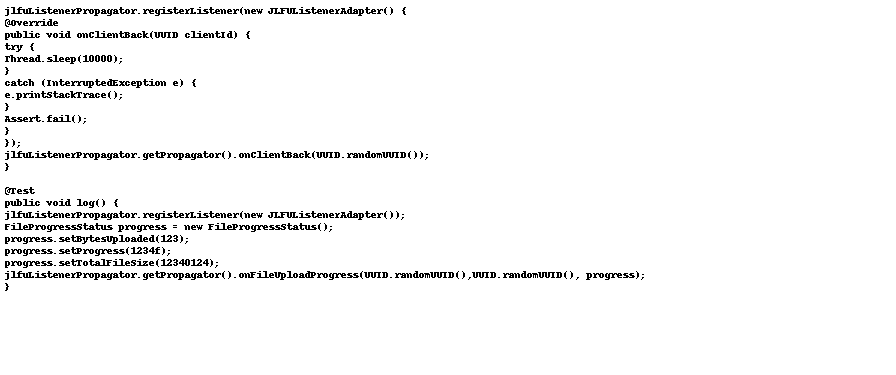 jlfuListenerPropagator.registerListener(new JLFUListenerAdapter() {
@Override
public void onClientBack(UUID clientId) {
try {
Thread.sleep(10000);
}
catch (InterruptedException e) {
e.printStackTrace();
}
Assert.fail();
}
});
jlfuListenerPropagator.getPropagator().onClientBack(UUID.randomUUID());
}
@Test
public void log() {
jlfuListenerPropagator.registerListener(new JLFUListenerAdapter());
FileProgressStatus progress = new FileProgressStatus();
progress.setBytesUploaded(123);
progress.setProgress(1234f);
progress.setTotalFileSize(12340124);
jlfuListenerPropagator.getPropagator().onFileUploadProgress(UUID.randomUUID(),UUID.randomUUID(), progress);
}